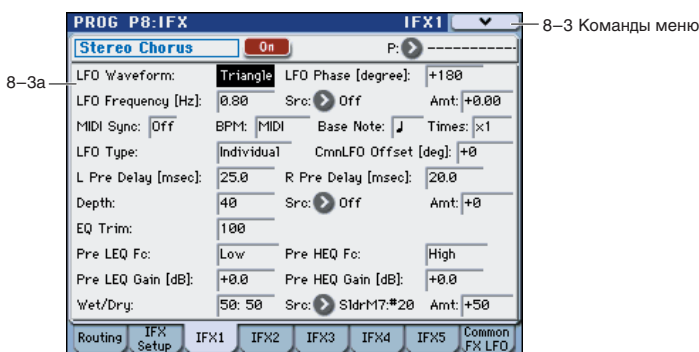 PROG P8:IFX IFX1
8–3 Команды меню
Stereo Chorus On P: ------------
8–3a
LFO Waveform: Triangle LFO Phase [degree]: +180
LFO Frequency [Hz]: 0.80 Src: Off Amt: +0.00
MIDI Sync: Off BPM: MIDI Base Note: ♩ Times: x1
LFO Type: Individual CmnLFO Offset [deg]: +0
L Pre Delay [msec]: 25.0 R Pre Delay [msec]: 20.0
Depth: 40 Src: Off Amt: +0
EQ Trim: 100
Pre LEQ Fc: Low Pre HEQ Fc: High
Pre LEQ Gain [dB]: +0.0 Pre HEQ Gain [dB]: +0.0
Wet/Dry: 50: 50 Src: SldrM7:#20 Amt: +50
Routing IFX Setup IFX1 IFX2 IFX3 IFX4 IFX5 Common FX LFO